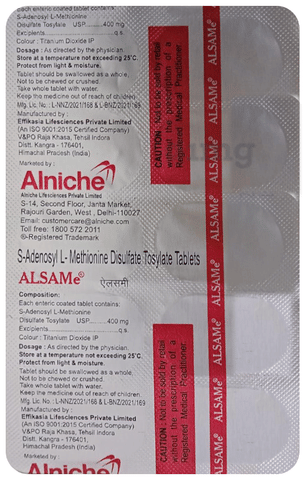 Each enteric coated tablet contains:
S-Adenosyl L-Methionine
Disulfate Tosylate USP..........400 mg
Excipients..........q.s.
Colour : Titanium Dioxide IP
Dosage : As directed by the physician.
Store at a temperature not exceeding 25°C.
Protect from light & moisture.
Tablet should be swallowed as a whole.
Not to be chewed or crushed.
Take whole tablet with water.
Keep the medicine out of reach of children.
Mfg. Lic. No. : L-NNZ/2021/168 & L-BNZ/2021/169
Manufactured by :
Effikasia Lifesciences Private Limited
(An ISO 9001:2015 Certified Company)
V&PO Raja Khasa, Tehsil Indora
Distt. Kangra - 176401,
Himachal Pradesh (India)
CAUTION: Not to be sold by retail
without the prescription of a
Registered Medical Practitioner.
Marketed by :
Alniche
Alniche Lifesciences Private Limited
S-14, Second Floor, Janta Market,
Rajouri Garden, West, Delhi-110027
Email: customercare@alniche.com
Toll free: 1800 572 2011
®-Registered Trademark
S-Adenosyl L- Methionine Disulfate Tosylate Tablets
ALSAMe®
ऐलसामी
Composition:
Each enteric coated tablet contains:
S-Adenosyl L-Methionine
Disulfate Tosylate USP..........400 mg
Excipients..........q.s.
Colour : Titanium Dioxide IP
Dosage : As directed by the physician.
Store at a temperature not exceeding 25°C.
Protect from light & moisture.
Tablet should be swallowed as a whole.
Not to be chewed or crushed.
Take whole tablet with water.
Keep the medicine out of reach of children.
Mfg. Lic. No. : L-NNZ/2021/168 & L-BNZ/2021/169
Manufactured by :
Effikasia Lifesciences Private Limited
(An ISO 9001:2015 Certified Company)
V&PO Raja Khasa, Tehsil Indora
Distt. Kangra - 176401,
Himachal Pradesh (India)
CAUTION : Not to be sold by retail
without the prescription of a
Registered Medical Practitioner.
Marketed by :
Alniche
ALSAMe®
ALSAMe®
ALSAMe®
ALSAMe®
ALSAMe®
ALSAMe®